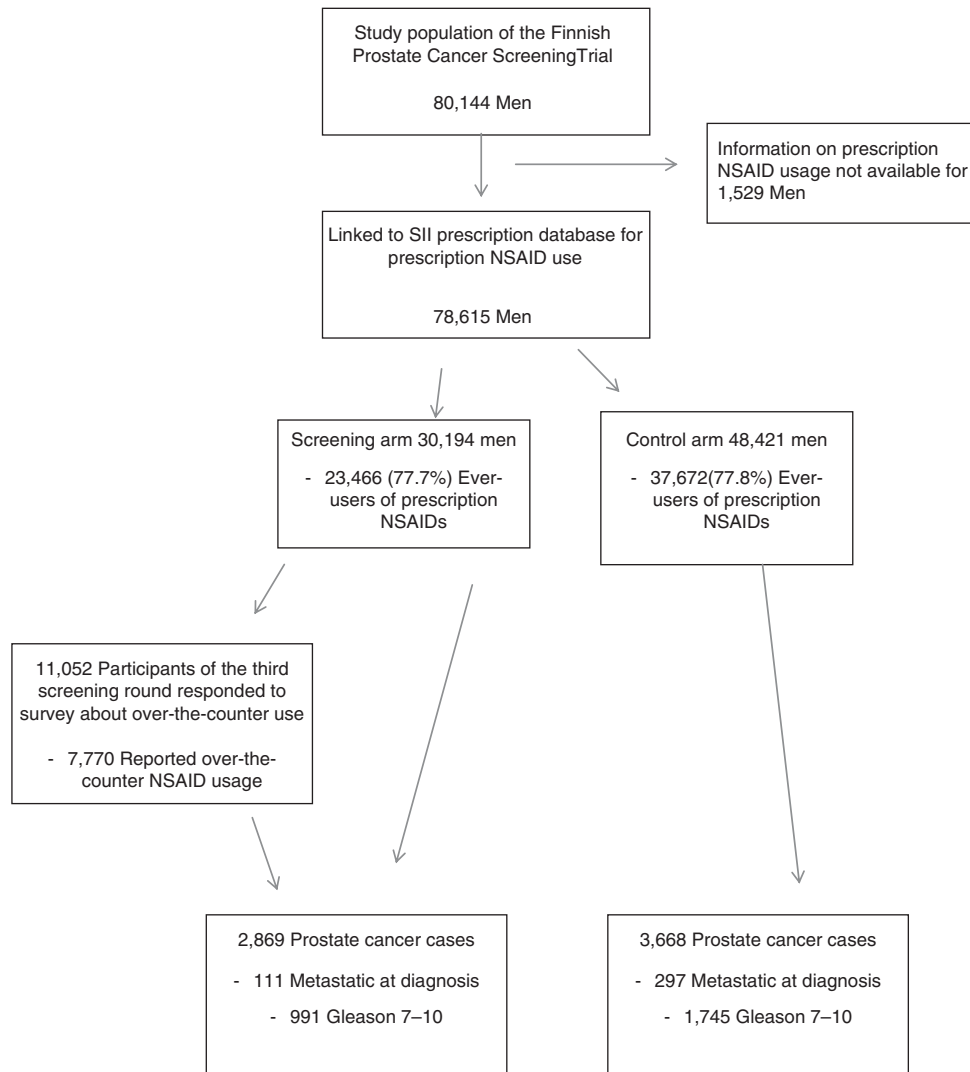 Study population of the Finnish
Prostate Cancer ScreeningTrial
80,144 Men
Information on prescription
NSAID usage not available for
1,529 Men
Linked to SII prescription database for
prescription NSAID use
78,615 Men
Screening arm 30,194 men
- 23,466 (77.7%) Ever-
users of prescription
NSAIDs
Control arm 48,421 men
- 37,672(77.8%) Ever-
users of prescription
NSAIDs
11,052 Participants of the third
screening round responded to
survey about over-the-counter use
- 7,770 Reported over-the-
counter NSAID usage
2,869 Prostate cancer cases
- 111 Metastatic at diagnosis
- 991 Gleason 7–10
3,668 Prostate cancer cases
- 297 Metastatic at diagnosis
- 1,745 Gleason 7–10